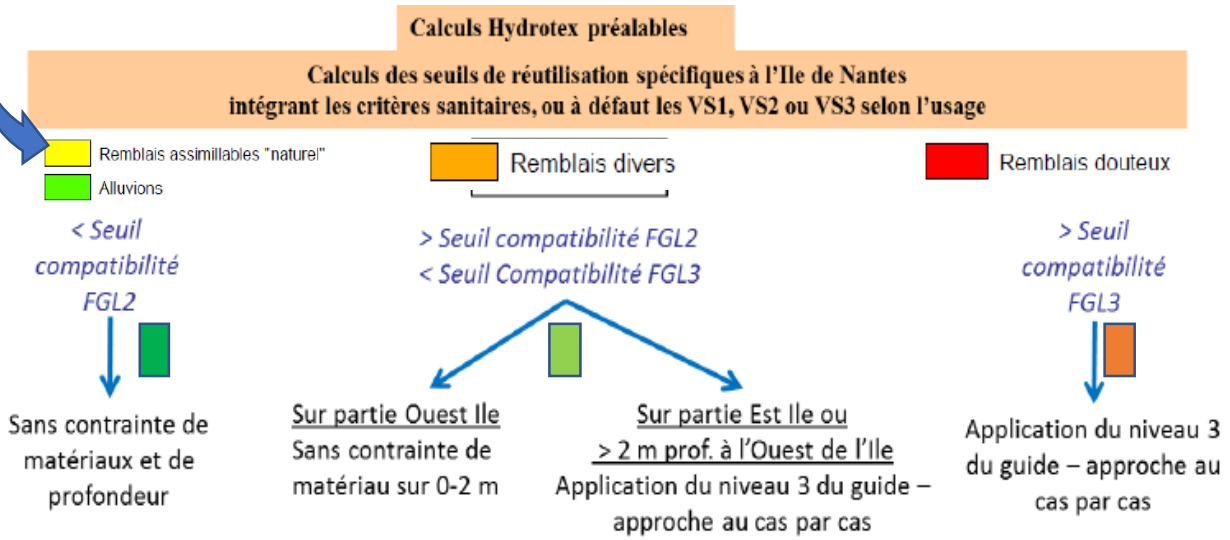 Calculs Hydrotex préalables
Calculs des seuils de réutilisation spécifiques à l'Ile de Nantes
intégrant les critères sanitaires, ou à défaut les VS1, VS2 ou VS3 selon l'usage
Remblais assimillables "naturel"
Alluvions
< Seuil
compatibilité
FGL2
Sans contrainte de
matériaux et de
profondeur
Remblais divers
> Seuil compatibilité FGL2
< Seuil Compatibilité FGL3
Sur partie Ouest Ile
Sans contrainte de
matériau sur 0-2 m
Sur partie Est Ile ou
> 2 m prof. à l'Ouest de l'Ile
Application du niveau 3 du guide –
approche au cas par cas
Remblais douteux
> Seuil
compatibilité
FGL3
Application du niveau 3
du guide – approche au
cas par cas